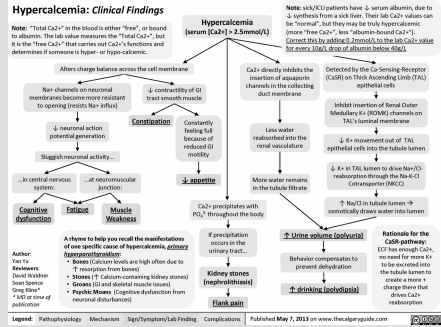 Hypercalcemia: Clinical Findings
Note: "Total Ca2+" in the blood is either "free", or bound
to albumin. The lab value measures the "Total Ca2+", but
it is the "free Ca2+" that carries out Ca2+'s functions and
determines if someone is hyper- or hypo-calcemic.
Hypercalcemia
(serum [Ca2+] > 2.5mmol/L)
Note: sick/ICU patients have ↓ serum albumin, due to
↓ synthesis from a sick liver. Their lab Ca2+ values can
be "normal", but they may be truly hypercalcemic
(more "free Ca2+", less "albumin-bound Ca2+").
Correct this by adding 0.2mmol/L to the lab Ca2+ value
for every 10g/L drop of albumin below 40g/L
Alters charge balance across the cell membrane
Na+ channels on neuronal
membranes become more resistant
to opening (resists Na+ influx)
↓ neuronal action
potential generation
Sluggish neuronal activity...
...in central nervous
system:
...at neuromuscular
junction:
Cognitive
dysfunction
Fatigue
Muscle
Weakness
↓ contractility of GI
tract smooth muscle
Constipation
Constantly
feeling full
because of
reduced GI
motility
↓ appetite
Ca2+ directly inhibits the
insertion of aquaporin
channels in the collecting
duct membrane
Less water
reabsorbed into the
renal vasculature
More water remains
in the tubule filtrate
Detected by the Ca-Sensing-Receptor
(CaSR) on Thick Ascending Limb (TAL)
epithelial cells
Inhibit insertion of Renal Outer
Medullary K+ (ROMK) channels on
TAL's luminal membrane
↓ K+ movement out of TAL
epithelial cells into the tubule lumen
↓ K+ in TAL lumen to drive Na+/Cl-
reabsorption through the Na-K-Cl
Cotransporter (NKCC)
↑ Na/Cl in tubule lumen →
osmotically draws water into lumen
Ca2+ precipitates with
PO₄³⁻ throughout the body
If precipitation
occurs in the
urinary tract...
Kidney stones
(nephrolithiasis)
Flank pain
↑ Urine volume (polyuria)
Behavior compensates to
prevent dehydration
↑ drinking (polydipsia)
Rationale for the
CaSR-pathway:
ECF has enough Ca2+,
no need for more K+
to be excreted into
the tubule lumen to
create a more +
charge there that
drives Ca2+
reabsorption
A rhyme to help you recall the manifestations
of one specific cause of hypercalcemia, primary
hyperparathyroidism:
• Bones (Calcium levels are high often due to
↑ resorption from bones)
• Stones (↑ Calcium-containing kidney stones)
• Groans (GI and skeletal muscle issues)
• Psychic Moans (Cognitive dysfunction from
neuronal disturbances)
Author:
Yan Yu
Reviewers:
David Waldner
Sean Spence
Greg Kline*
* MD at time of
publication
Legend: Pathophysiology Mechanism Sign/Symptom/Lab Finding Complications Published May 7, 2013 on www.thecalgaryguide.com